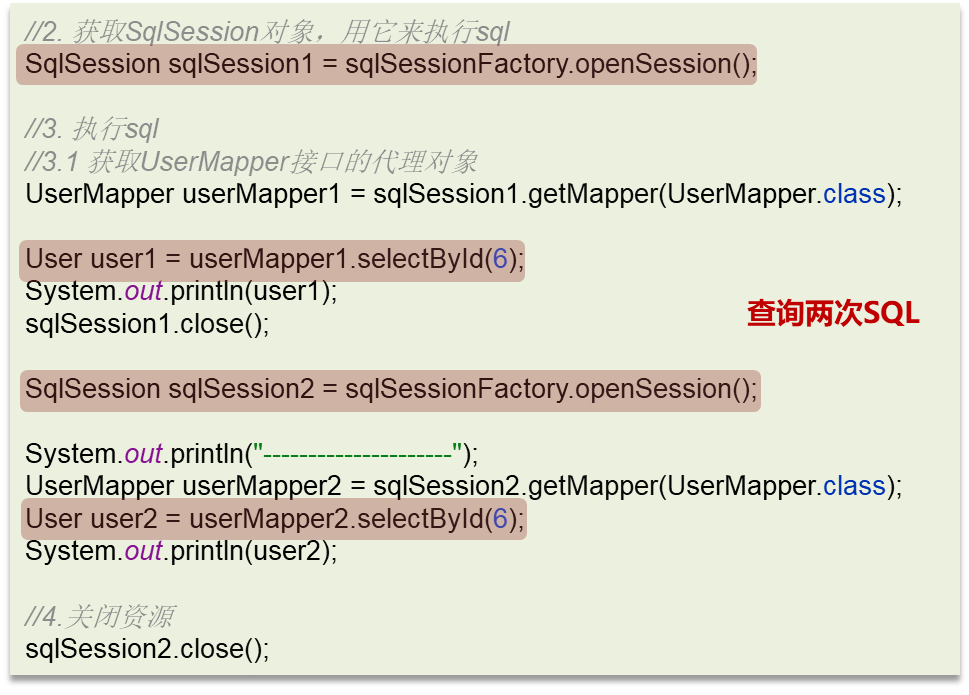 //2. 获取SqlSession对象，用它来执行sql
SqlSession sqlSession1 = sqlSessionFactory.openSession();
//3. 执行sql
//3.1 获取UserMapper接口的代理对象
UserMapper userMapper1 = sqlSession1.getMapper(UserMapper.class);
User user1 = userMapper1.selectById(6);
System.out.println(user1);
sqlSession1.close();
查询两次SQL
SqlSession sqlSession2 = sqlSessionFactory.openSession();
System.out.println("---------------------");
UserMapper userMapper2 = sqlSession2.getMapper(UserMapper.class);
User user2 = userMapper2.selectById(6);
System.out.println(user2);
//4.关闭资源
sqlSession2.close();